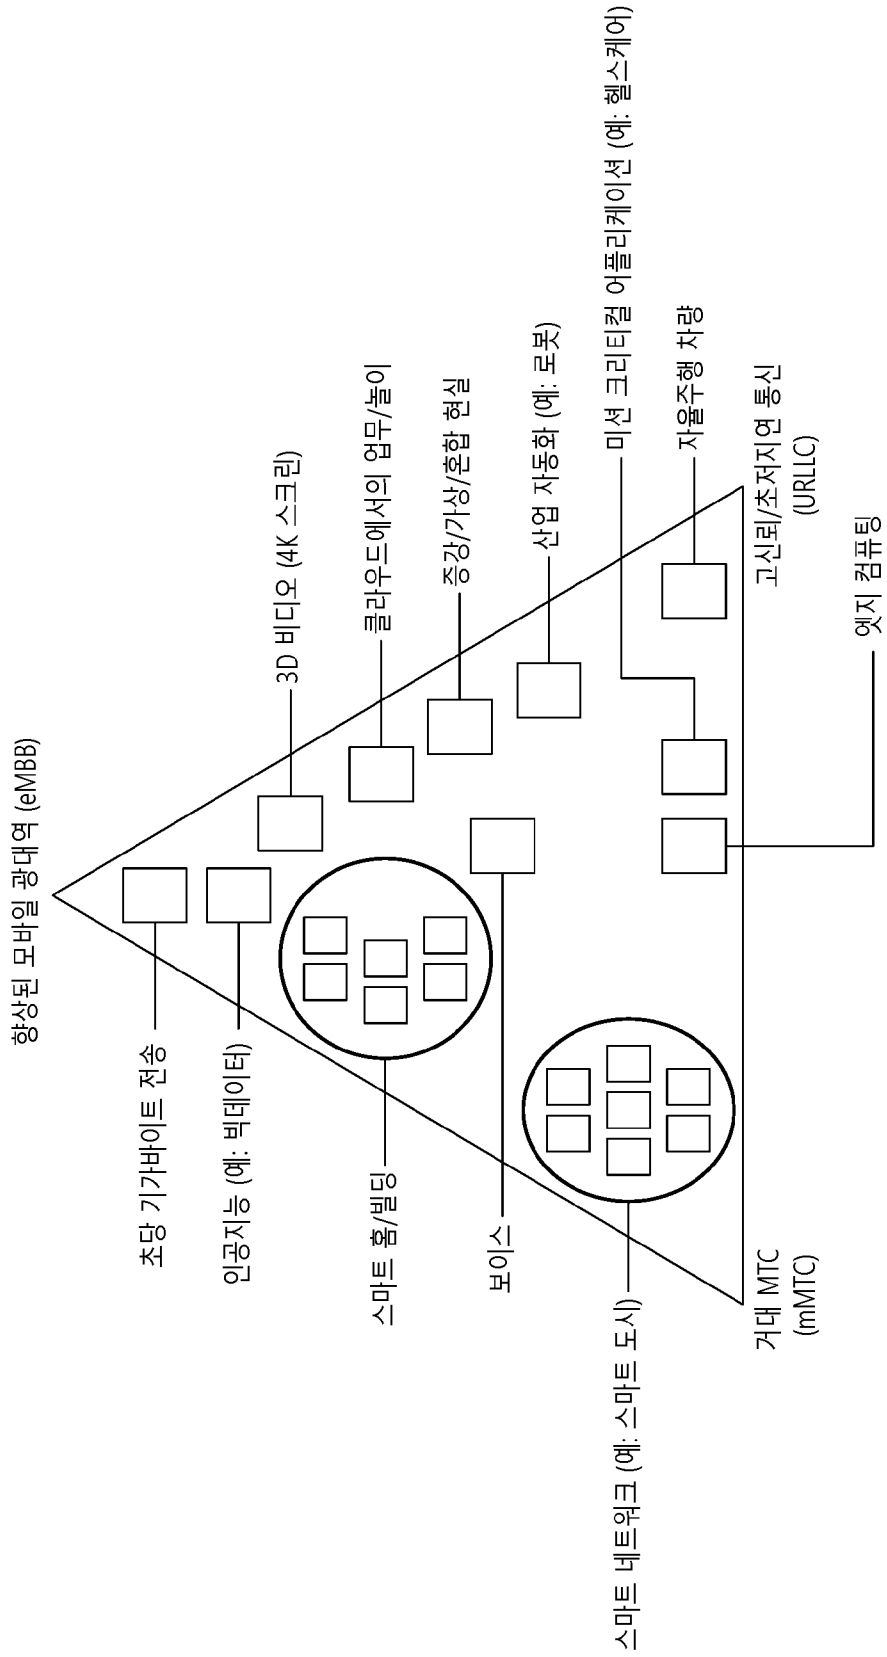 향상된 모바일 광대역 (eMBB)
초당 기가바이트 전송
인공지능 (예: 빅데이터)
3D 비디오 (4K 스크린)
스마트 홈/빌딩
클라우드에서의 업무/놀이
증강/가상/혼합 현실
보이스
산업 자동화 (예: 로봇)
스마트 네트워크 (예: 스마트 도시)
미션 크리티컬 어플리케이션 (예: 헬스케어)
자율주행 차량
거대 MTC
(mMTC)
고신뢰/초저지연 통신
(URLLC)
엣지 컴퓨팅